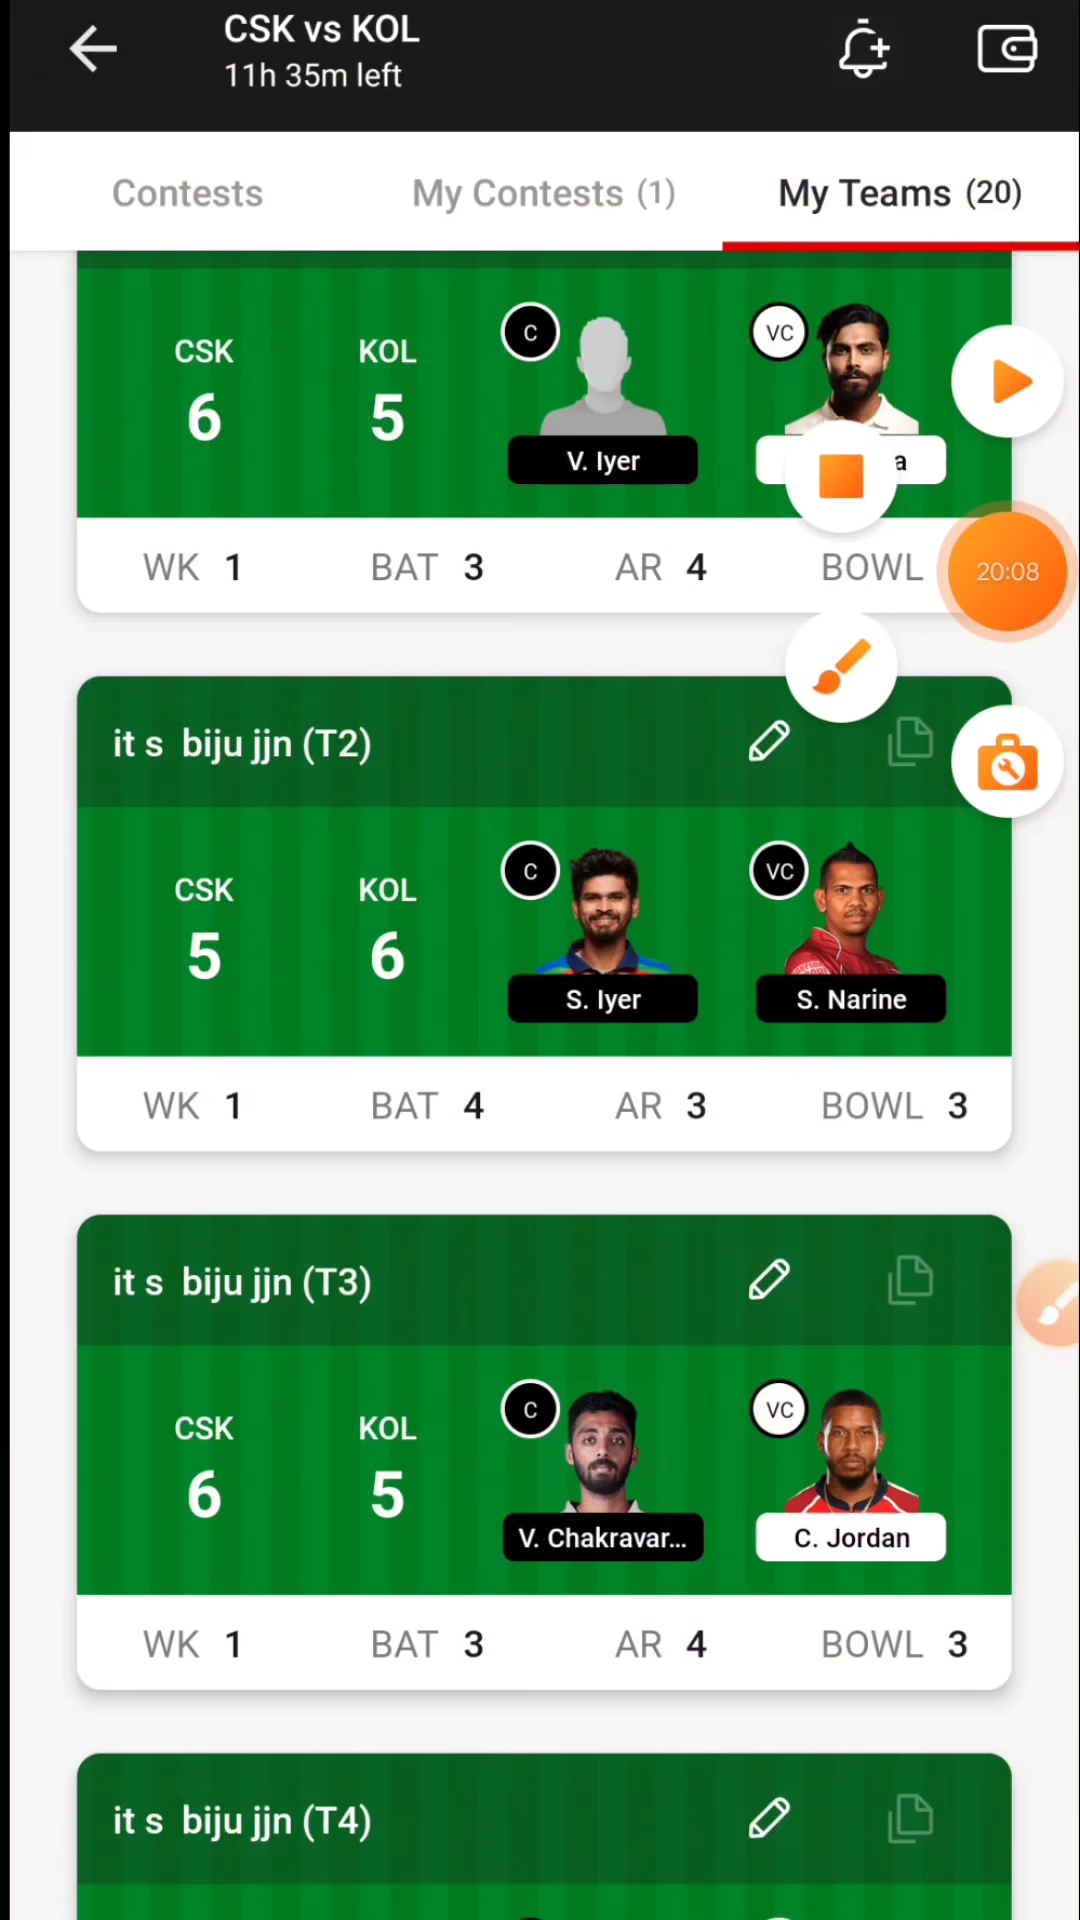 CSK vs KOL
11h 35m left
Contests
My Contests (1)
My Teams (20)
CSK
KOL
C
VC
6
5
V. Iyer
a
WK 1
BAT 3
AR 4
BOWL
20:08
it s biju jjn (T2)
CSK
KOL
C
VC
5
6
S. Iyer
S. Narine
WK 1
BAT 4
AR 3
BOWL 3
it s biju jjn (T3)
CSK
KOL
C
VC
6
5
V. Chakravar...
C. Jordan
WK 1
BAT 3
AR 4
BOWL 3
it s biju jjn (T4)